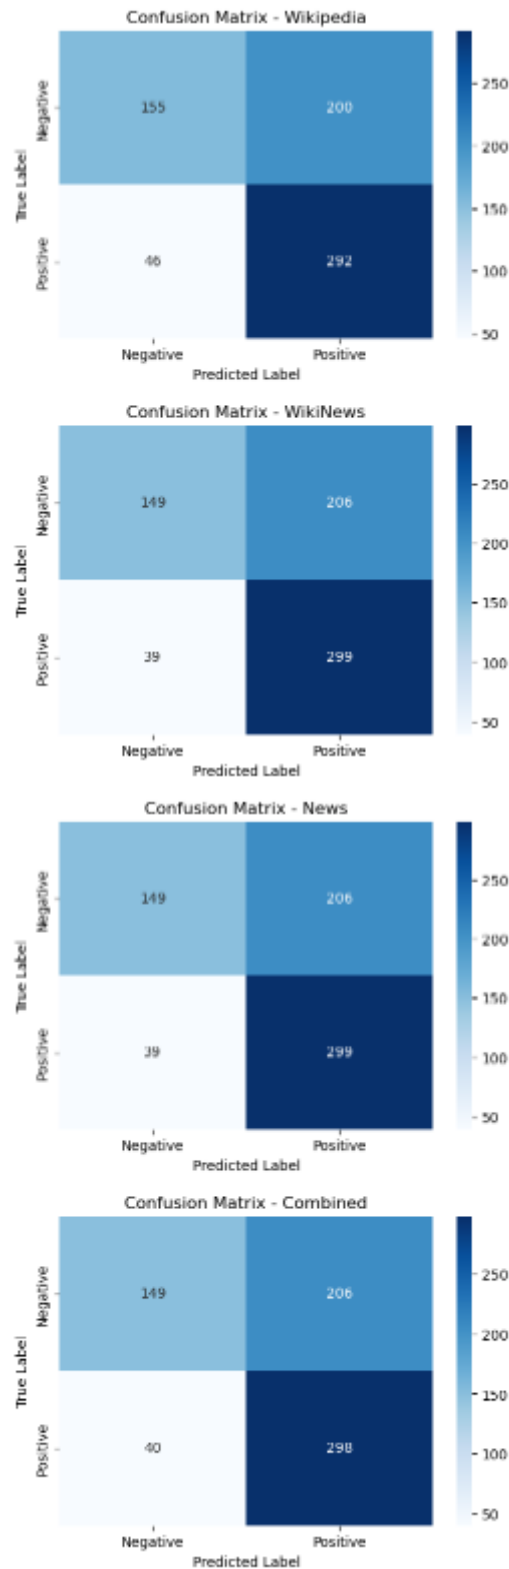 Confusion Matrix - Wikipedia
Negative
155
200
True Label
Positive
46
292
Negative
Positive
Predicted Label
250
200
150
100
50
Confusion Matrix - WikiNews
Negative
149
206
True Label
Positive
39
299
Negative
Positive
Predicted Label
250
200
150
100
50
Confusion Matrix - News
Negative
149
206
True Label
Positive
39
299
Negative
Positive
Predicted Label
250
200
150
100
50
Confusion Matrix - Combined
Negative
149
206
True Label
Positive
40
298
Negative
Positive
Predicted Label
250
200
150
100
50